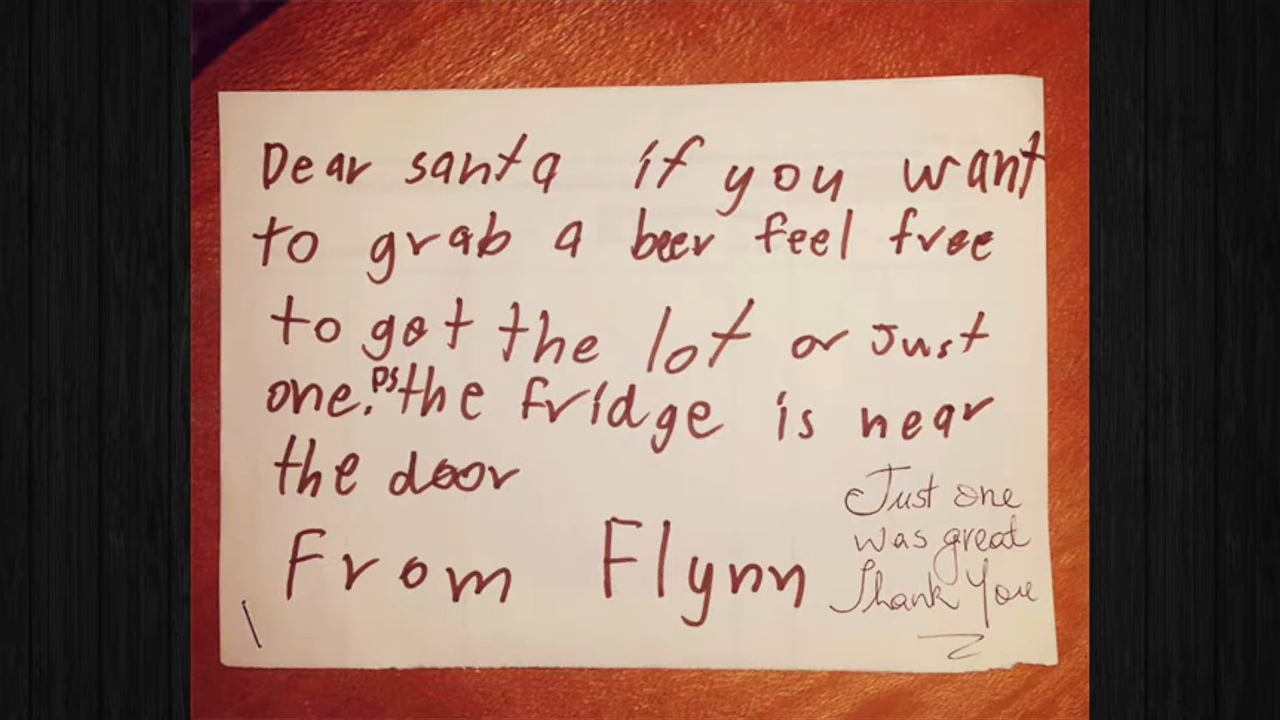 Dear santa if you want
to grab a beer feel free
to get the lot or Just
one. ps the fridge is near
the door
From Flynn
Just one
was great
Thank You